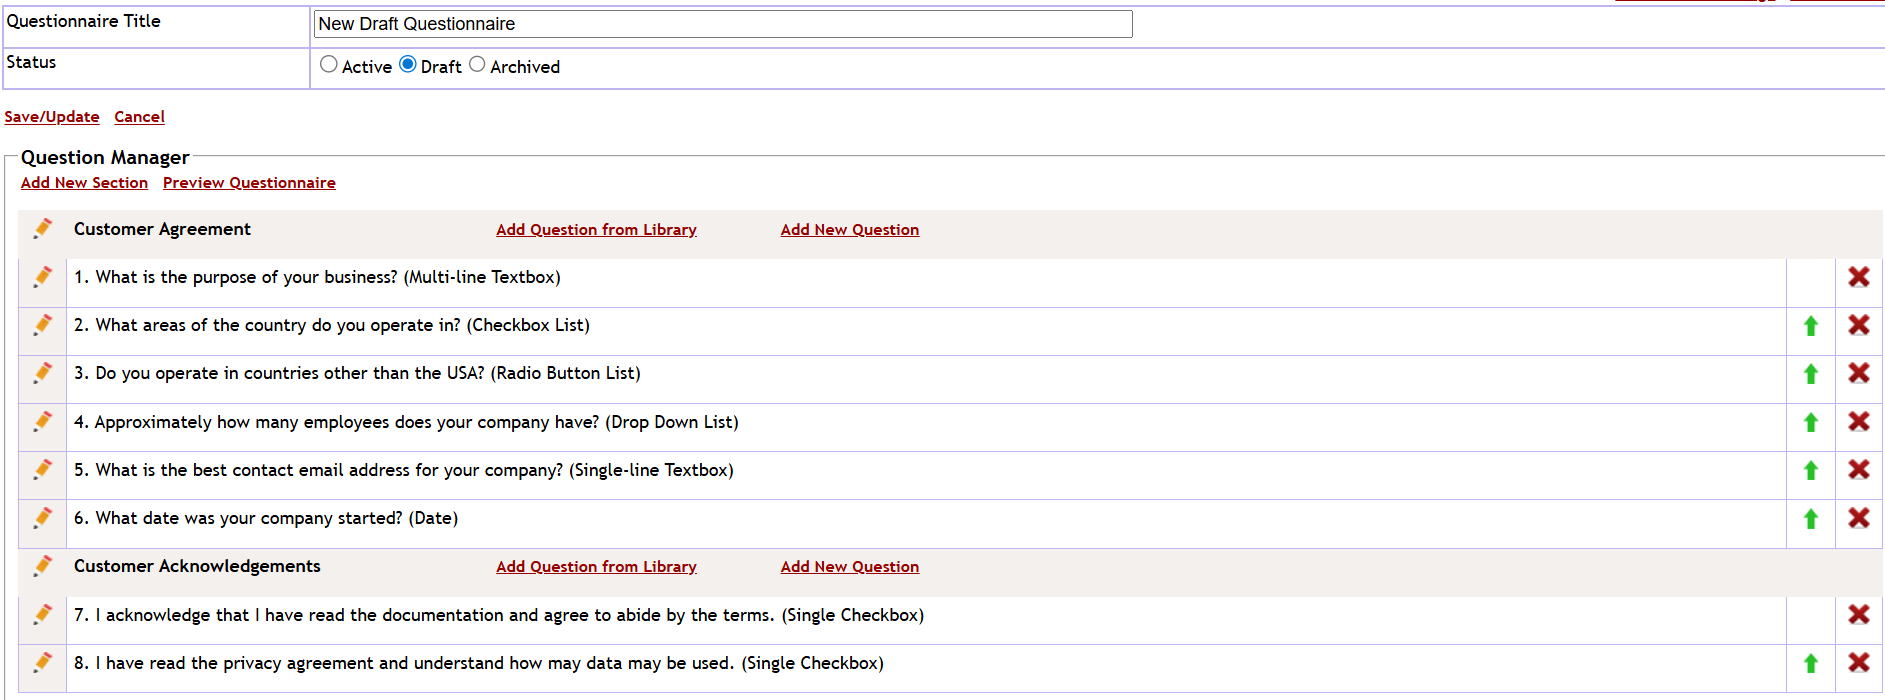 Questionnaire Title
New Draft Questionnaire
Status
Active Draft Archived
Save/Update Cancel
Question Manager
Add New Section Preview Questionnaire
Customer Agreement Add Question from Library Add New Question
1. What is the purpose of your business? (Multi-line Textbox)
2. What areas of the country do you operate in? (Checkbox List)
3. Do you operate in countries other than the USA? (Radio Button List)
4. Approximately how many employees does your company have? (Drop Down List)
5. What is the best contact email address for your company? (Single-line Textbox)
6. What date was your company started? (Date)
Customer Acknowledgements Add Question from Library Add New Question
7. I acknowledge that I have read the documentation and agree to abide by the terms. (Single Checkbox)
8. I have read the privacy agreement and understand how may data may be used. (Single Checkbox)